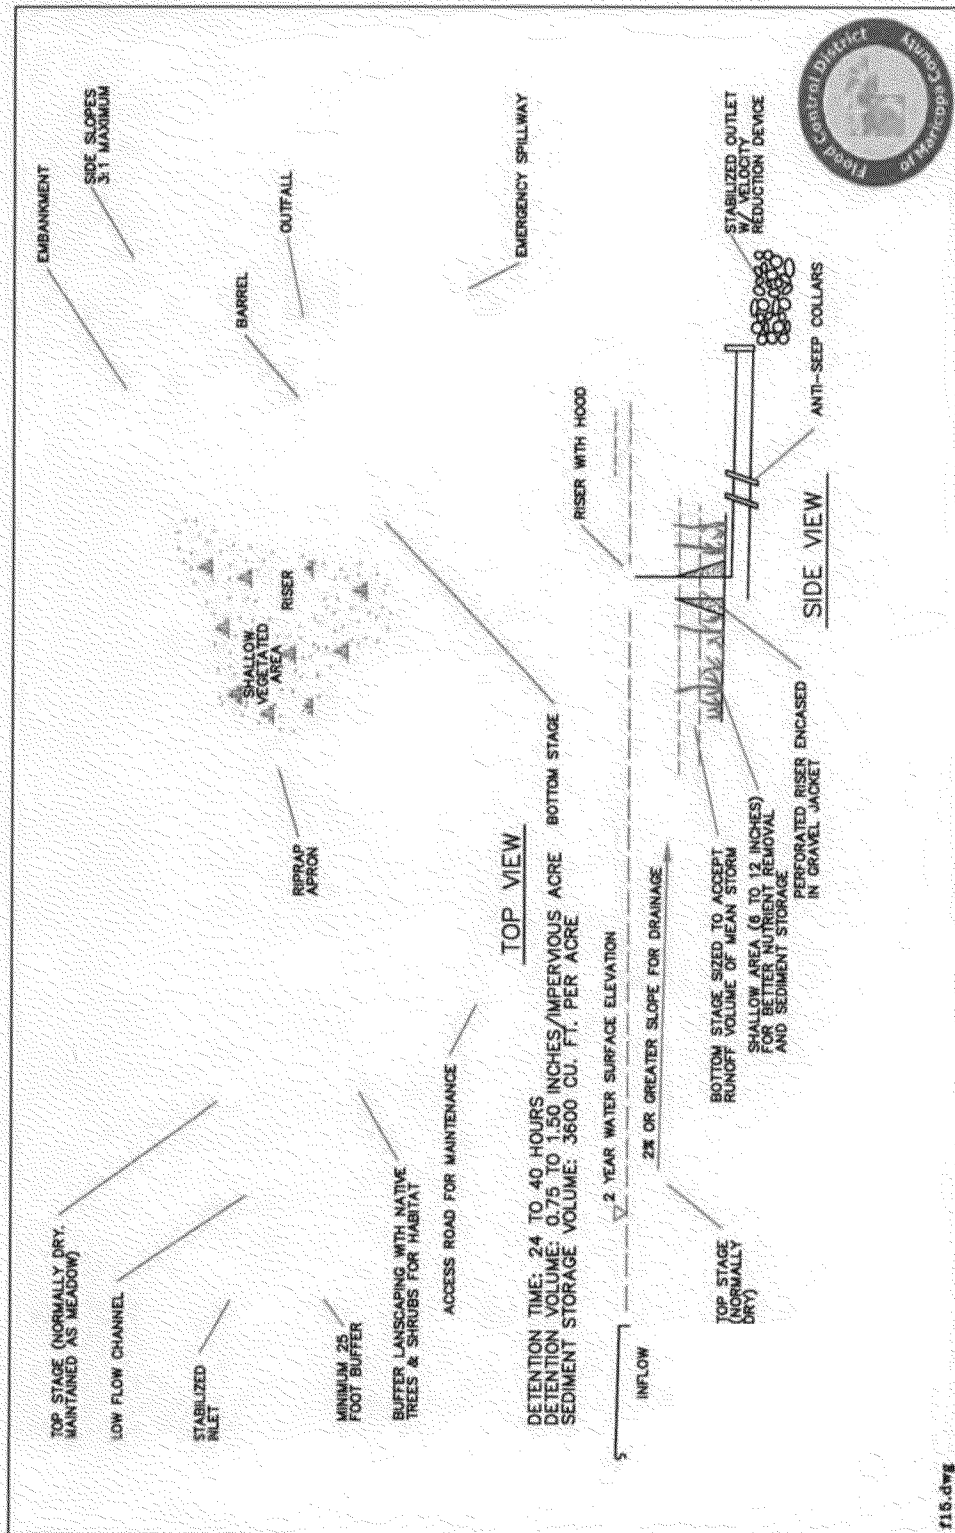 TOP STAGE (NORMALLY DRY,
MAINTAINED AS MEADOW)
LOW FLOW CHANNEL
STABILIZED
INLET
MINIMUM 25
FOOT BUFFER
BUFFER LANSCAPING WITH NATIVE
TREES & SHRUBS FOR HABITAT
ACCESS ROAD FOR MAINTENANCE
RIPRAP
APRON
SHALLOW
VEGETATED
AREA
RISER
BARREL
EMBANKMENT
SIDE SLOPES
3:1 MAXIMUM
OUTFALL
EMERGENCY SPILLWAY
BOTTOM STAGE
TOP VIEW
DETENTION TIME: 24 TO 40 HOURS
DETENTION VOLUME: 0.75 TO 1.50 INCHES/IMPERVIOUS ACRE
SEDIMENT STORAGE VOLUME: 3600 CU. FT. PER ACRE
INFLOW
2 YEAR WATER SURFACE ELEVATION
2% OR GREATER SLOPE FOR DRAINAGE
TOP STAGE
(NORMALLY
DRY)
BOTTOM STAGE SIZED TO ACCEPT
RUNOFF VOLUME OF MEAN STORM
SHALLOW AREA (6 TO 12 INCHES)
FOR BETTER NUTRIENT REMOVAL
AND SEDIMENT STORAGE
PERFORATED RISER ENCASED
IN GRAVEL JACKET
RISER WITH HOOD
ANTI-SEEP COLLARS
STABILIZED OUTLET
W/ VELOCITY
REDUCTION DEVICE
SIDE VIEW
Flood Control District
of Maricopa County
f15.dwg